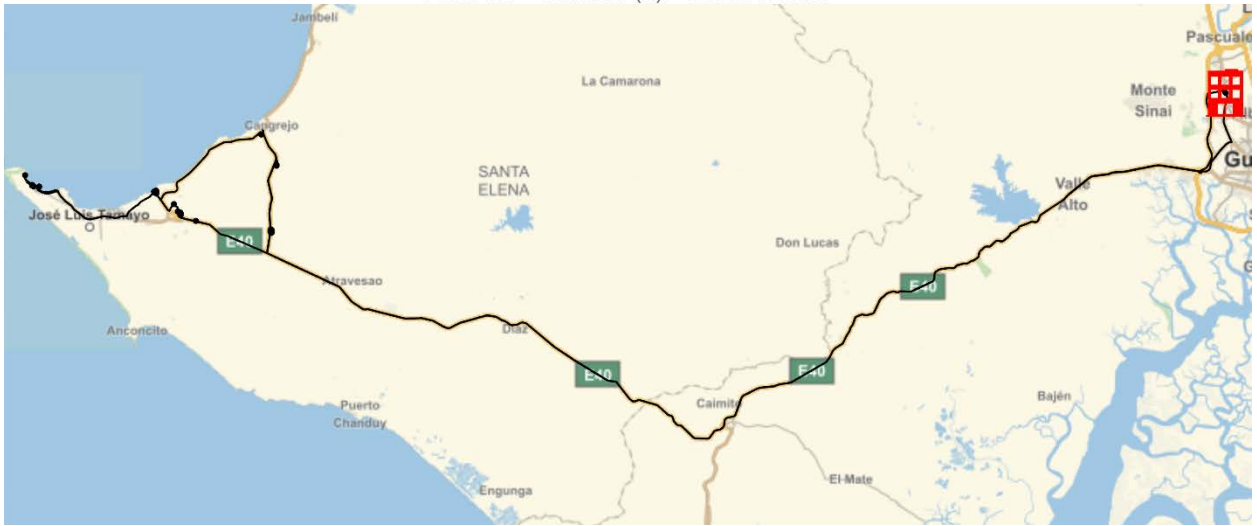 Jambelí
Pascuale
La Camarona
Monte
Sinai
Cangrejo
SANTA
ELENA
Gu
Valle
Alto
José Luis Tamayo
E40
Don Lucas
Atravesao
E40
Anconcito
Diaz
E40
E40
Caimito
Bajén
Puerto
Chanduy
El Mate
Engunga